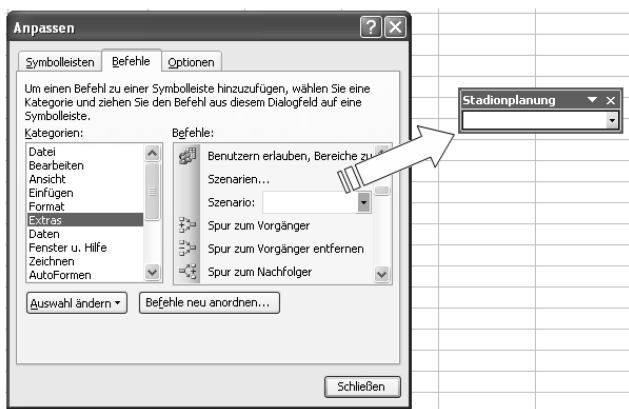 Anpassen
Symbolleisten Befehle Optionen
Um einen Befehl zu einer Symbolleiste hinzuzufügen, wählen Sie eine
Kategorie und ziehen Sie den Befehl aus diesem Dialogfeld auf eine
Symbolleiste.
Kategorien:
Datei
Bearbeiten
Ansicht
Einfügen
Format
Extras
Daten
Fenster u. Hilfe
Zeichnen
AutoFormen
Befehle:
Benutzern erlauben, Bereiche zu
Szenarien...
Szenario:
Spur zum Vorgänger
Spur zum Vorgänger entfernen
Spur zum Nachfolger
Auswahl ändern
Befehle neu anordnen...
Schließen
Stadionplanung